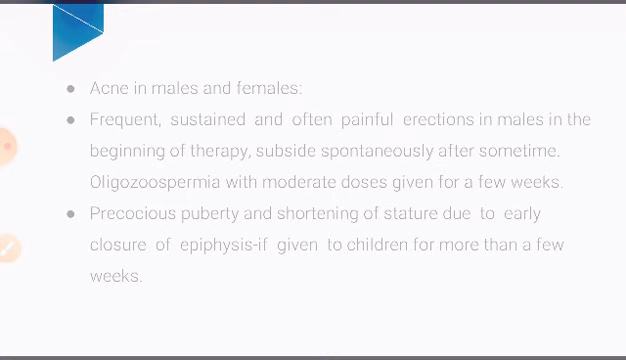 ● Acne in males and females:
● Frequent, sustained and often painful erections in males in the
beginning of therapy, subside spontaneously after sometime.
Oligozoospermia with moderate doses given for a few weeks.
● Precocious puberty and shortening of stature due to early
closure of epiphysis-if given to children for more than a few
weeks.